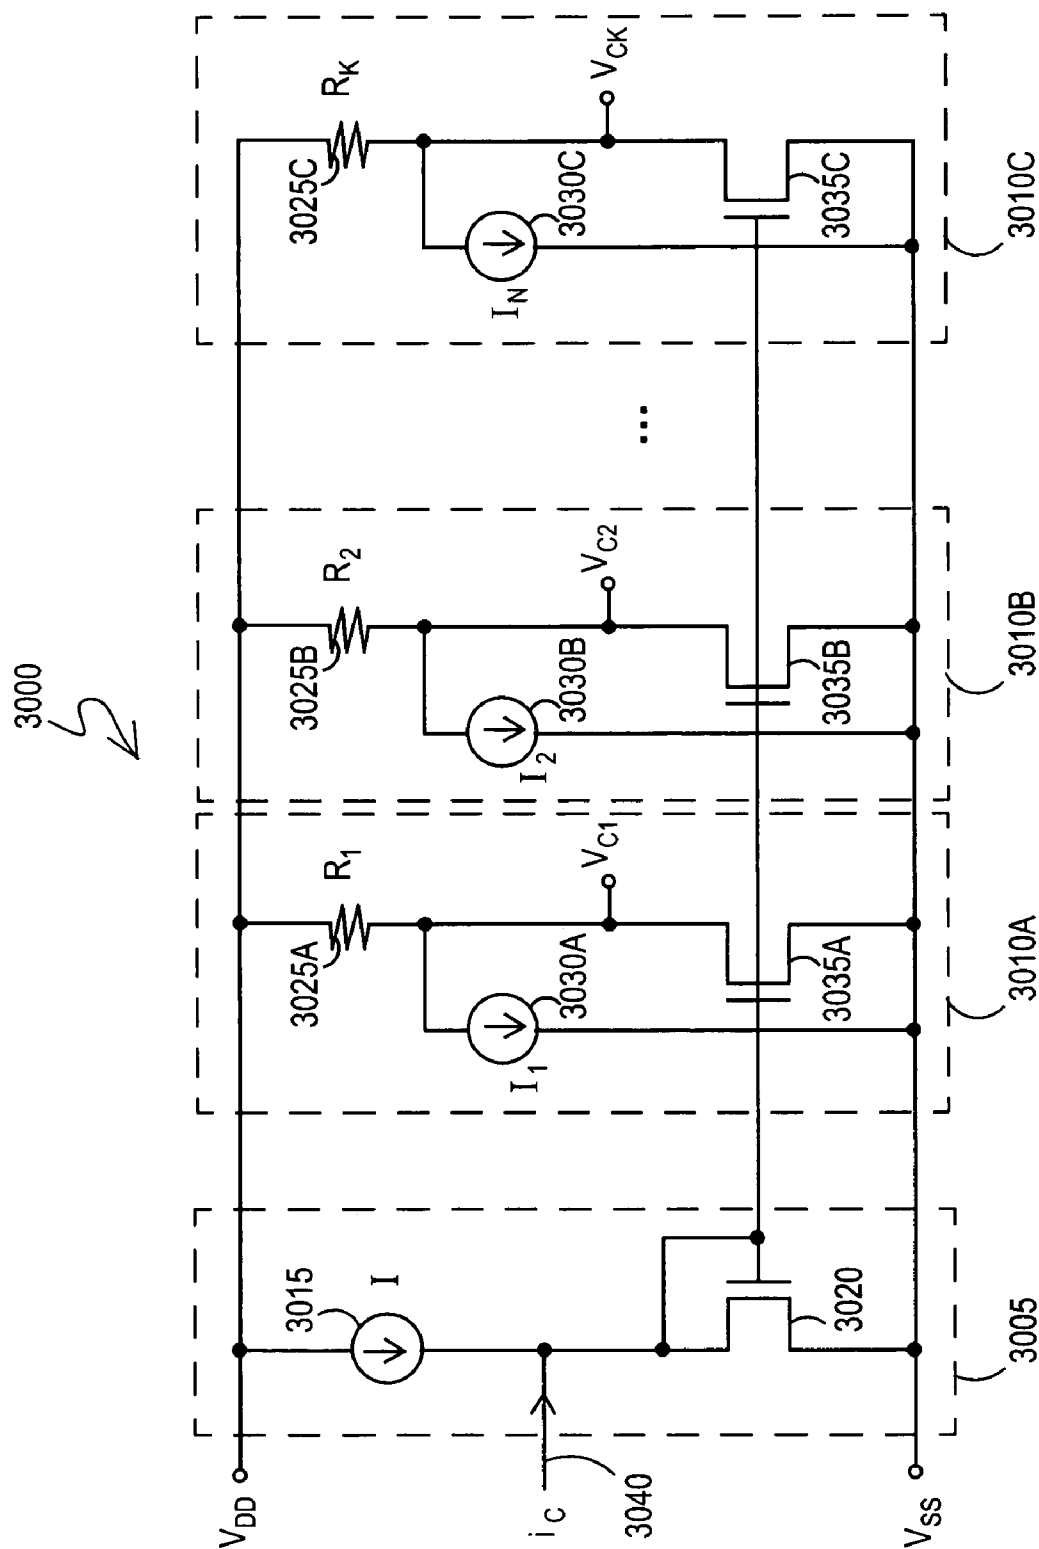 3000
V_DD
i_C
3040
V_SS
3015
I
3020
3005
3025A
R_1
I_1
3030A
V_C1
3035A
3010A
3025B
R_2
I_2
3030B
V_C2
3035B
3010B
...
3025C
R_K
I_N
3030C
V_CK
3035C
3010C